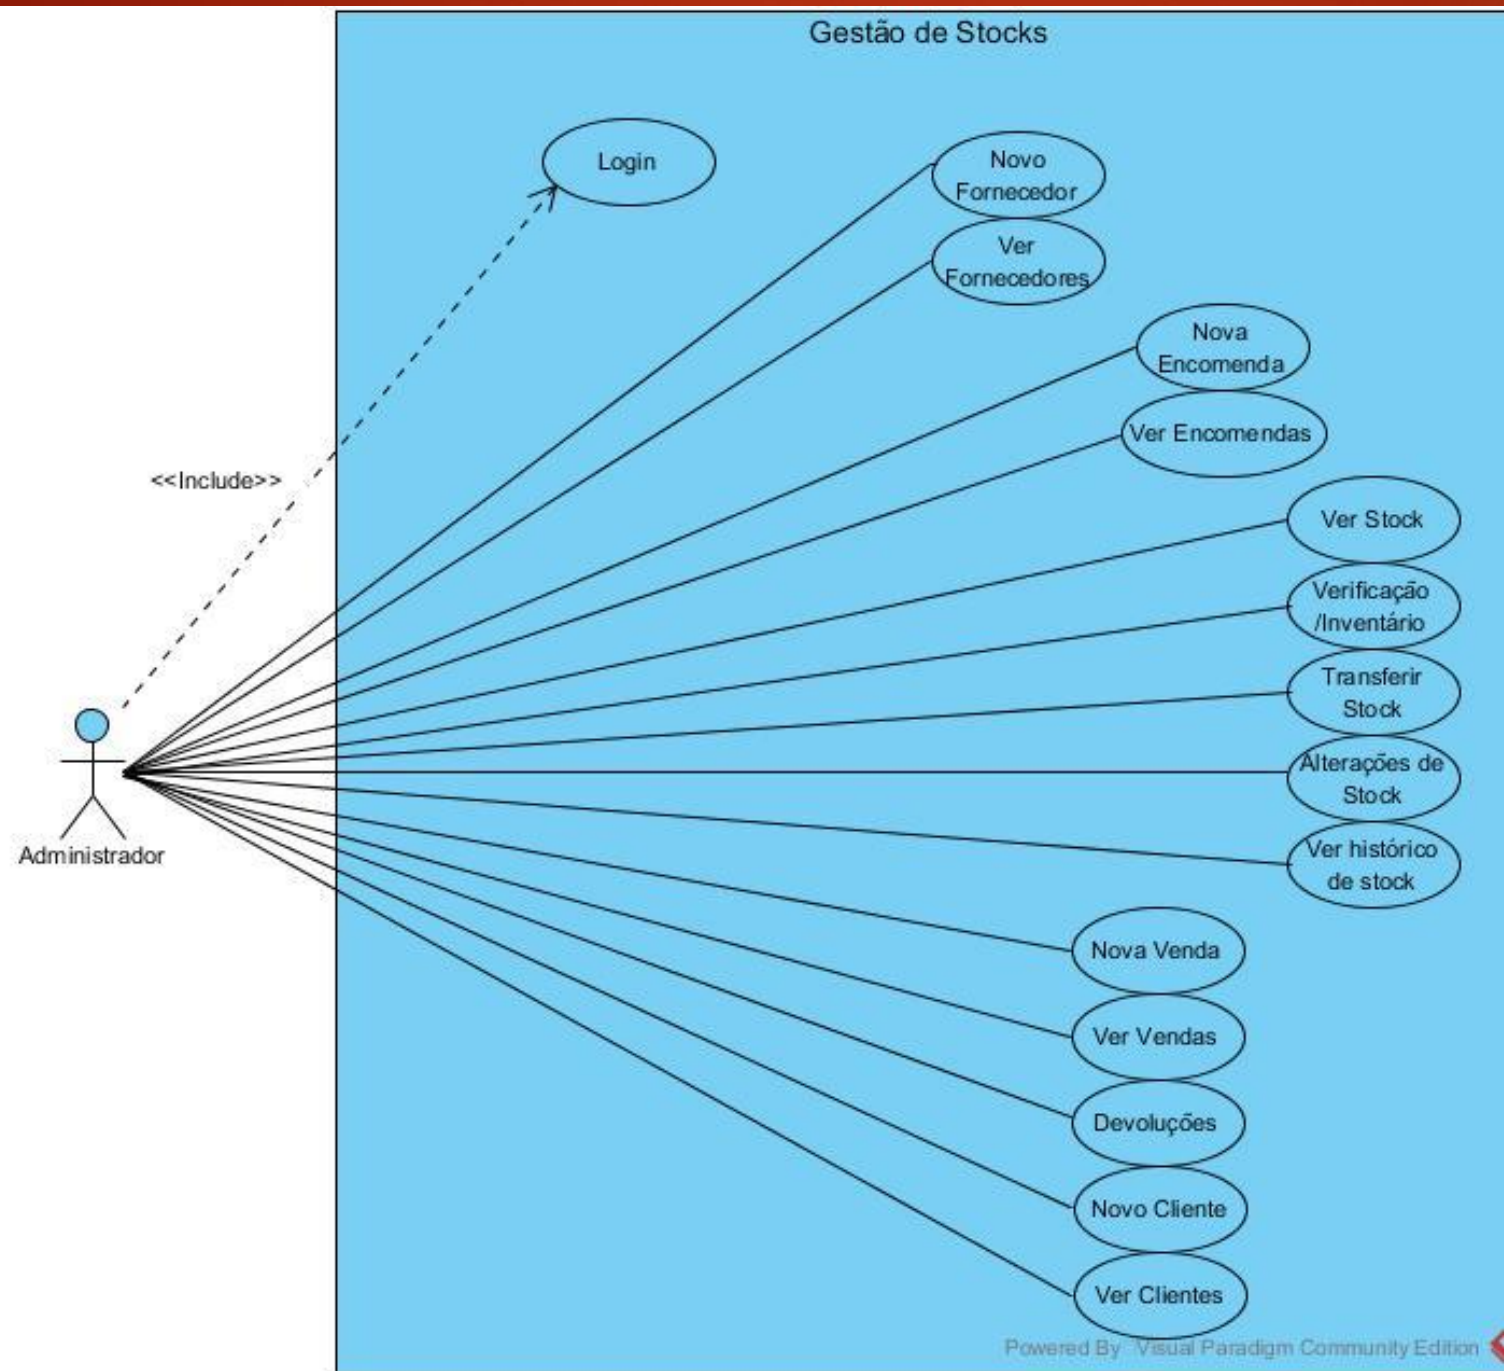 Gestão de Stocks
Login
Novo
Fornecedor
Ver
Fornecedores
Nova
Encomenda
Ver Encomendas
<<Include>>
Ver Stock
Verificação
/Inventário
Transferir
Stock
Alterações de
Stock
Administrador
Ver histórico
de stock
Nova Venda
Ver Vendas
Devoluções
Novo Cliente
Ver Clientes
Powered By Visual Paradigm Community Edition